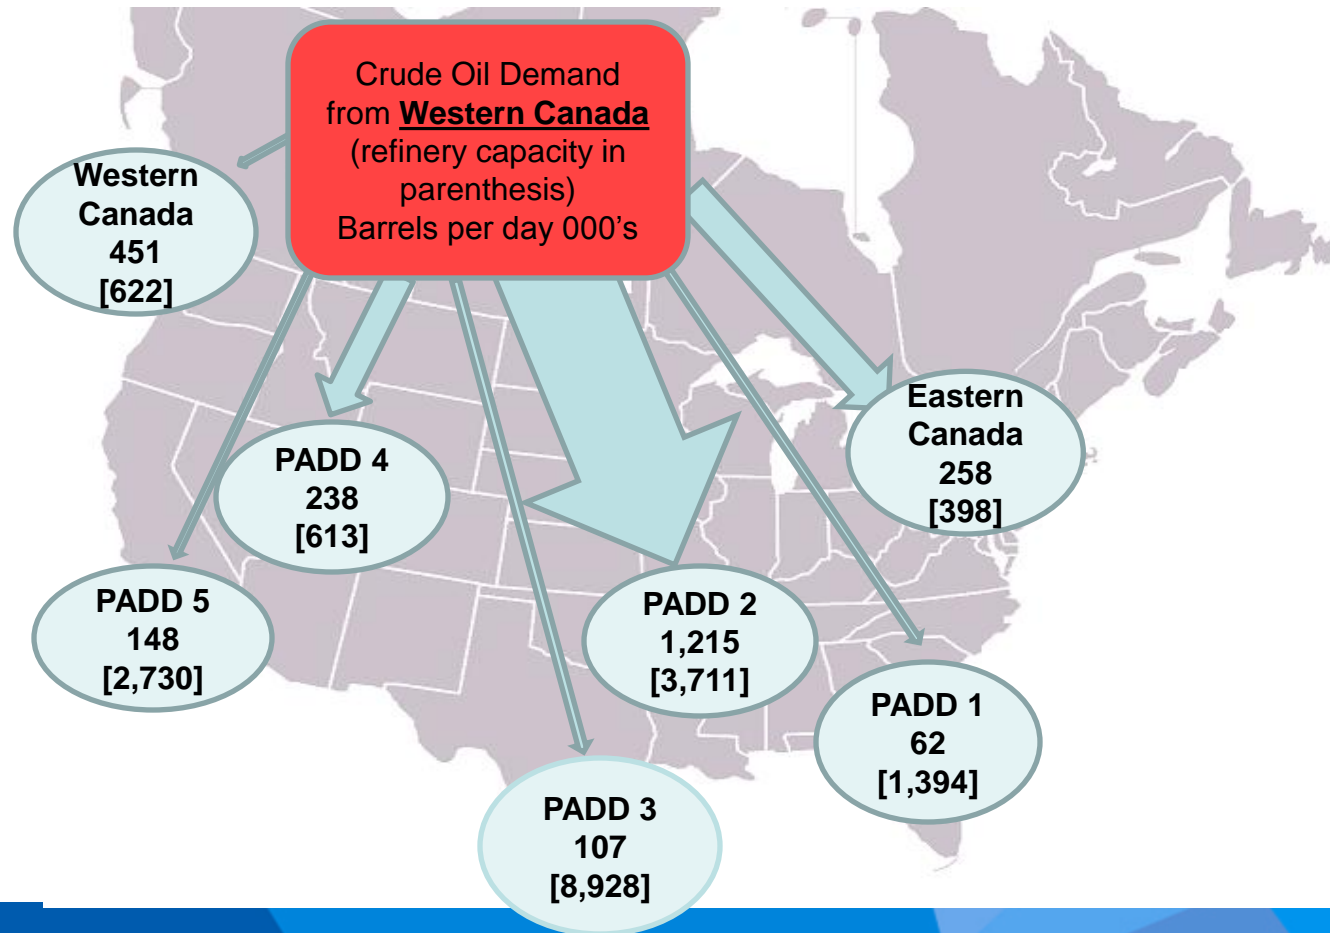 Crude Oil Demand
from Western Canada
(refinery capacity in
parenthesis)
Barrels per day 000’s
Western
Canada
451
[622]
Eastern
Canada
258
[398]
PADD 4
238
[613]
PADD 5
148
[2,730]
PADD 2
1,215
[3,711]
PADD 1
62
[1,394]
PADD 3
107
[8,928]